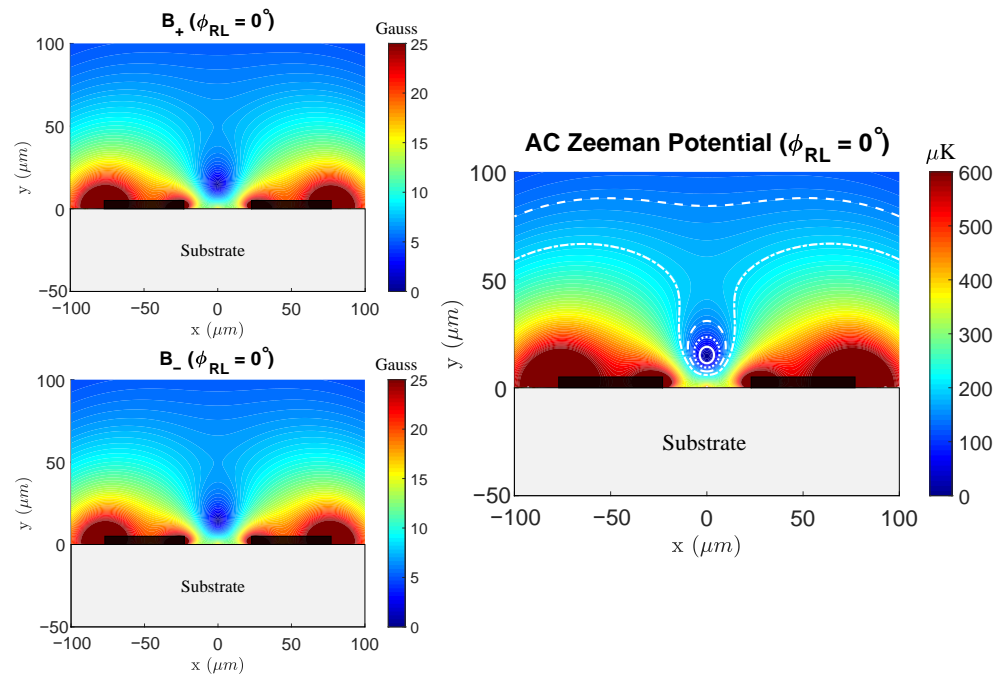 B₊ (ϕ_RL = 0°)
Gauss
y (μm)
100
50
0
−50
25
20
15
10
5
0
Substrate
−100 −50 0 50 100
x (μm)
B₋ (ϕ_RL = 0°)
Gauss
y (μm)
100
50
0
−50
25
20
15
10
5
0
Substrate
−100 −50 0 50 100
x (μm)
AC Zeeman Potential (ϕ_RL = 0°)
μK
y (μm)
100
50
0
−50
600
500
400
300
200
100
0
Substrate
−100 −50 0 50 100
x (μm)